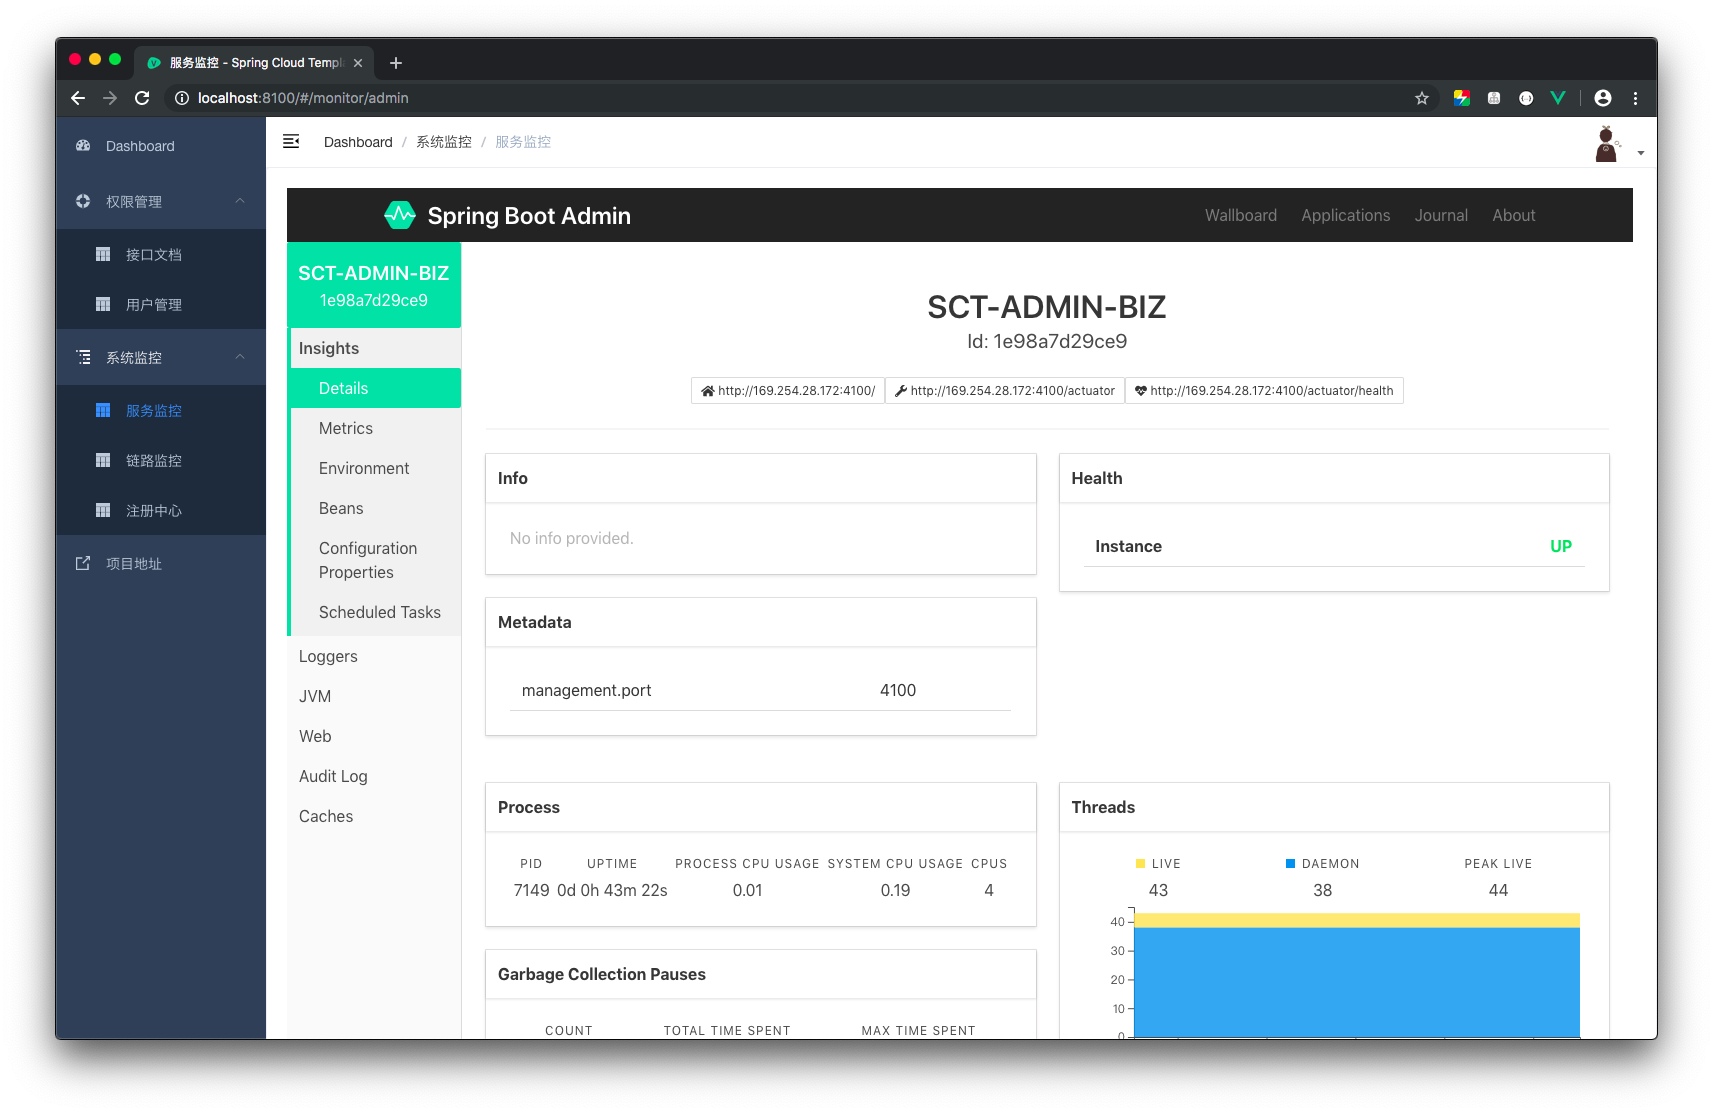 服务监控 - Spring Cloud Templ
localhost:8100/#/monitor/admin
Dashboard
权限管理
接口文档
用户管理
系统监控
服务监控
链路监控
注册中心
项目地址
Dashboard / 系统监控 / 服务监控
Spring Boot Admin
Wallboard Applications Journal About
SCT-ADMIN-BIZ
1e98a7d29ce9
Insights
Details
Metrics
Environment
Beans
Configuration
Properties
Scheduled Tasks
Loggers
JVM
Web
Audit Log
Caches
SCT-ADMIN-BIZ
Id: 1e98a7d29ce9
http://169.254.28.172:4100/ http://169.254.28.172:4100/actuator http://169.254.28.172:4100/actuator/health
Info
No info provided.
Health
Instance UP
Metadata
management.port 4100
Process
PID UPTIME PROCESS CPU USAGE SYSTEM CPU USAGE CPUS
7149 0d 0h 43m 22s 0.01 0.19 4
Garbage Collection Pauses
COUNT TOTAL TIME SPENT MAX TIME SPENT
Threads
LIVE DAEMON PEAK LIVE
43 38 44
40
30
20
10
0